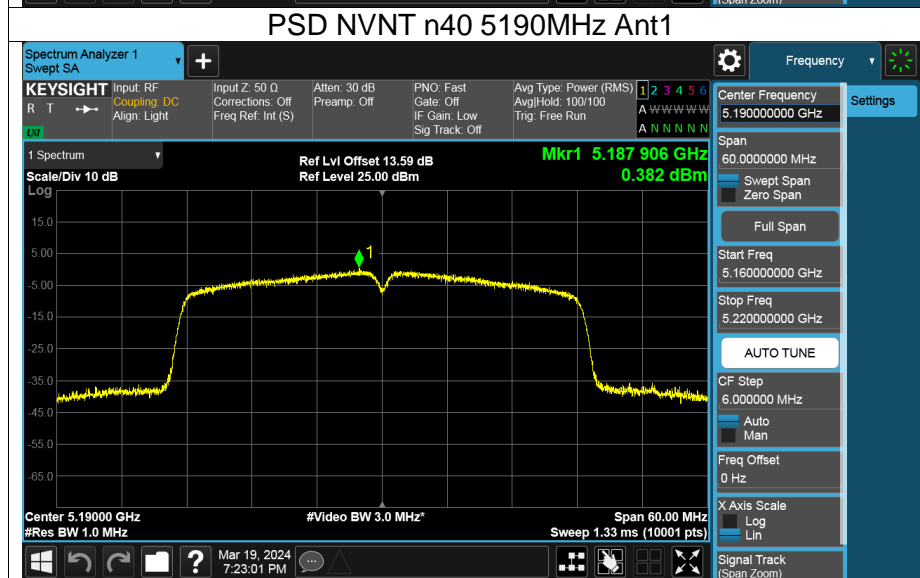 (Span Zoom)
PSD NVNT n40 5190MHz Ant1
Spectrum Analyzer 1
Swept SA
+
Frequency
KEYSIGHT
R T
LXI
Input: RF
Coupling: DC
Align: Light
Input Z: 50 Ω
Corrections: Off
Freq Ref: Int (S)
Atten: 30 dB
Preamp: Off
PNO: Fast
Gate: Off
IF Gain: Low
Sig Track: Off
Avg Type: Power (RMS)
Avg|Hold: 100/100
Trig: Free Run
1 2 3 4 5 6
A W W W W W
A N N N N N
1 Spectrum
Scale/Div 10 dB
Ref Lvl Offset 13.59 dB
Ref Level 25.00 dBm
Mkr1 5.187 906 GHz
0.382 dBm
Log
15.0
5.00
-5.00
-15.0
-25.0
-35.0
-45.0
-55.0
-65.0
1
Center 5.19000 GHz
#Res BW 1.0 MHz
#Video BW 3.0 MHz*
Span 60.00 MHz
Sweep 1.33 ms (10001 pts)
Center Frequency
5.190000000 GHz
Settings
Span
60.0000000 MHz
Swept Span
Zero Span
Full Span
Start Freq
5.160000000 GHz
Stop Freq
5.220000000 GHz
AUTO TUNE
CF Step
6.000000 MHz
Auto
Man
Freq Offset
0 Hz
X Axis Scale
Log
Lin
Signal Track
(Span Zoom)
?
Mar 19, 2024
7:23:01 PM